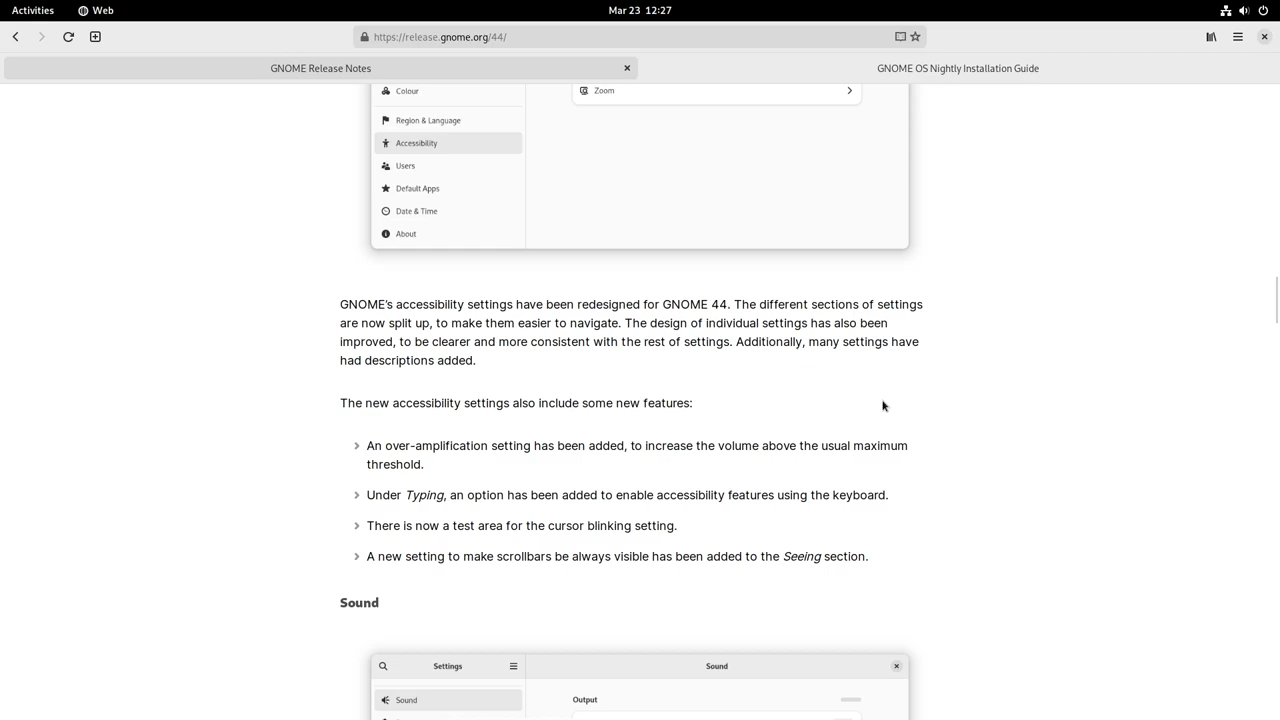 Activities Web Mar 23 12:27
https://release.gnome.org/44/
GNOME Release Notes GNOME OS Nightly Installation Guide
Colour Zoom
Region & Language
Accessibility
Users
Default Apps
Date & Time
About
GNOME’s accessibility settings have been redesigned for GNOME 44. The different sections of settings
are now split up, to make them easier to navigate. The design of individual settings has also been
improved, to be clearer and more consistent with the rest of settings. Additionally, many settings have
had descriptions added.
The new accessibility settings also include some new features:
An over-amplification setting has been added, to increase the volume above the usual maximum
threshold.
Under Typing, an option has been added to enable accessibility features using the keyboard.
There is now a test area for the cursor blinking setting.
A new setting to make scrollbars be always visible has been added to the Seeing section.
Sound
Settings Sound
Sound Output